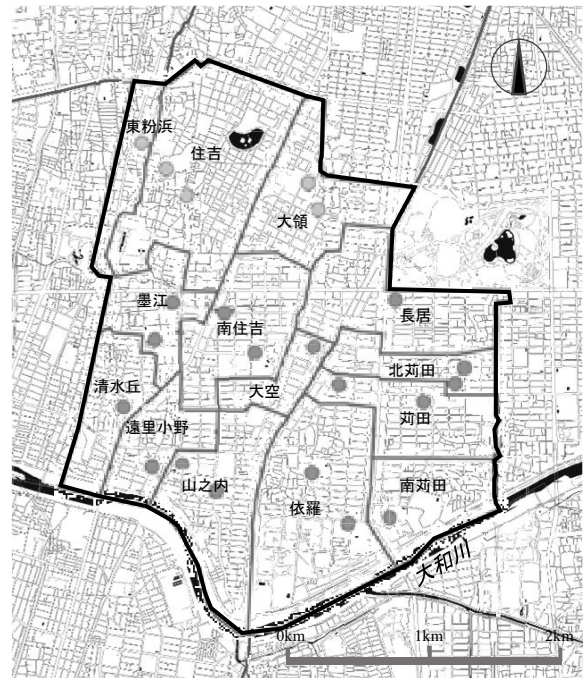 東粉浜
住吉
大領
墨江
南住吉
長居
北苅田
清水丘
大空
苅田
遠里小野
山之内
依羅
南苅田
大和川
0km
1km
2km